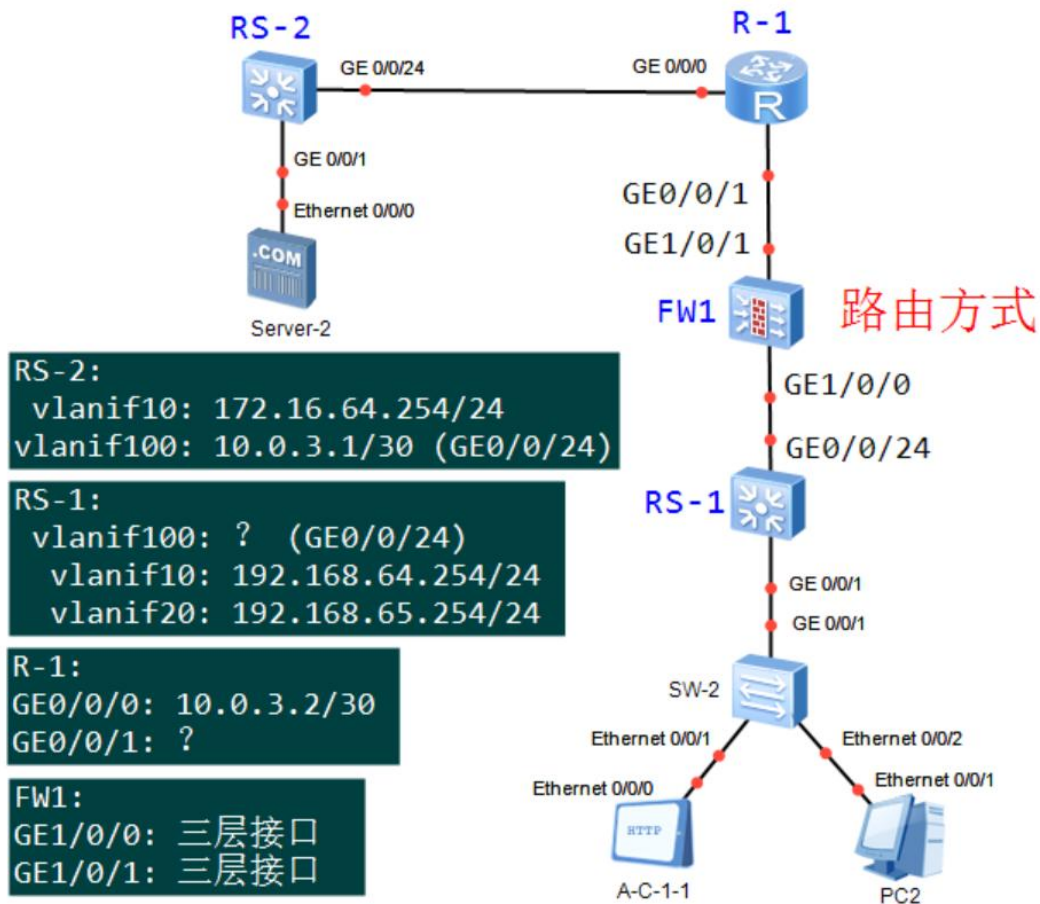 RS-2
R-1
GE 0/0/24
GE 0/0/0
R
GE 0/0/1
Ethernet 0/0/0
.COM
Server-2
GE0/0/1
GE1/0/1
FW1
路由方式
GE1/0/0
GE0/0/24
RS-1
GE 0/0/1
GE 0/0/1
SW-2
Ethernet 0/0/1
Ethernet 0/0/2
Ethernet 0/0/0
Ethernet 0/0/1
HTTP
A-C-1-1
PC2
RS-2:
vlanif10: 172.16.64.254/24
vlanif100: 10.0.3.1/30 (GE0/0/24)
RS-1:
vlanif100: ? (GE0/0/24)
vlanif10: 192.168.64.254/24
vlanif20: 192.168.65.254/24
R-1:
GE0/0/0: 10.0.3.2/30
GE0/0/1: ?
FW1:
GE1/0/0: 三层接口
GE1/0/1: 三层接口